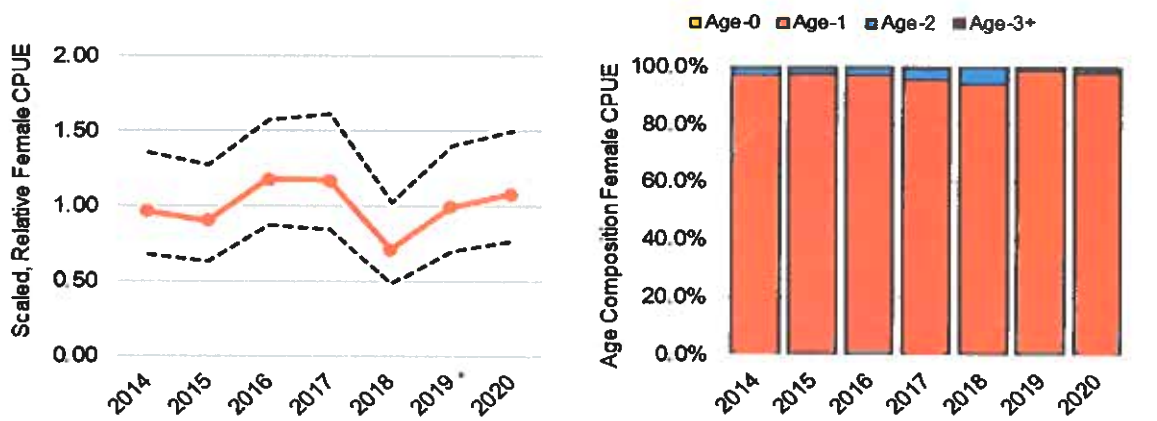 Scaled, Relative Female CPUE
2.00
1.50
1.00
0.50
0.00
2014 2015 2016 2017 2018 2019 2020
Age-0 Age-1 Age-2 Age-3+
Age Composition Female CPUE
100.0%
80.0%
60.0%
40.0%
20.0%
0.0%
2014 2015 2016 2017 2018 2019 2020